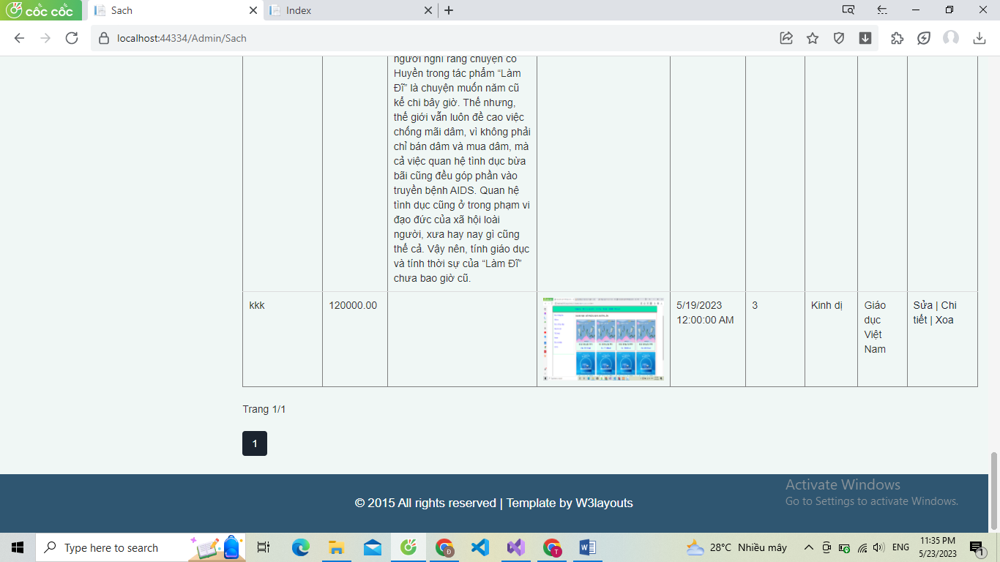 cốc cốc
Sach
Index
localhost:44334/Admin/Sach
người nghĩ rằng chuyện cô
Huyền trong tác phẩm “Làm
Đĩ” là chuyện muốn năm cũ
kể chi bây giờ. Thế nhưng,
thế giới vẫn luôn đề cao việc
chống mãi dâm, vì không phải
chỉ bán dâm và mua dâm, mà
cả việc quan hệ tình dục bừa
bãi cũng đều góp phần vào
truyền bệnh AIDS. Quan hệ
tình dục cũng ở trong phạm vi
đạo đức của xã hội loài
người, xưa hay nay gì cũng
thế cả. Vậy nên, tính giáo dục
và tính thời sự của “Làm Đĩ”
chưa bao giờ cũ.
kkk
120000.00
5/19/2023
12:00:00 AM
3
Kinh dị
Giáo
dục
Việt
Nam
Sửa | Chi
tiết | Xoa
Trang 1/1
1
Activate Windows
Go to Settings to activate Windows.
© 2015 All rights reserved | Template by W3layouts
Type here to search
Đ
T
28°C Nhiều mây
ENG
11:35 PM
5/23/2023
1